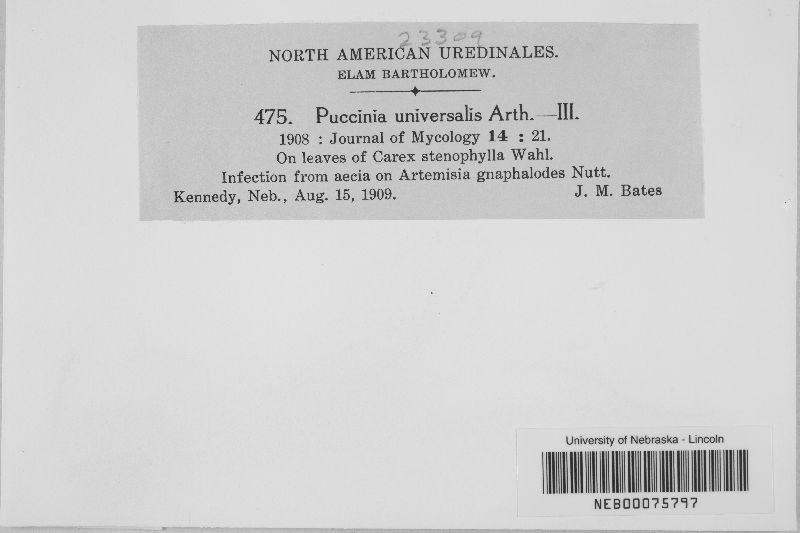 23309
NORTH AMERICAN UREDINALES.
ELAM BARTHOLOMEW.
475. Puccinia universalis Arth.—III.
1908 : Journal of Mycology 14 : 21.
On leaves of Carex stenophylla Wahl.
Infection from aecia on Artemisia gnaphalodes Nutt.
Kennedy, Neb., Aug. 15, 1909. J. M. Bates
University of Nebraska - Lincoln
NEB00075797